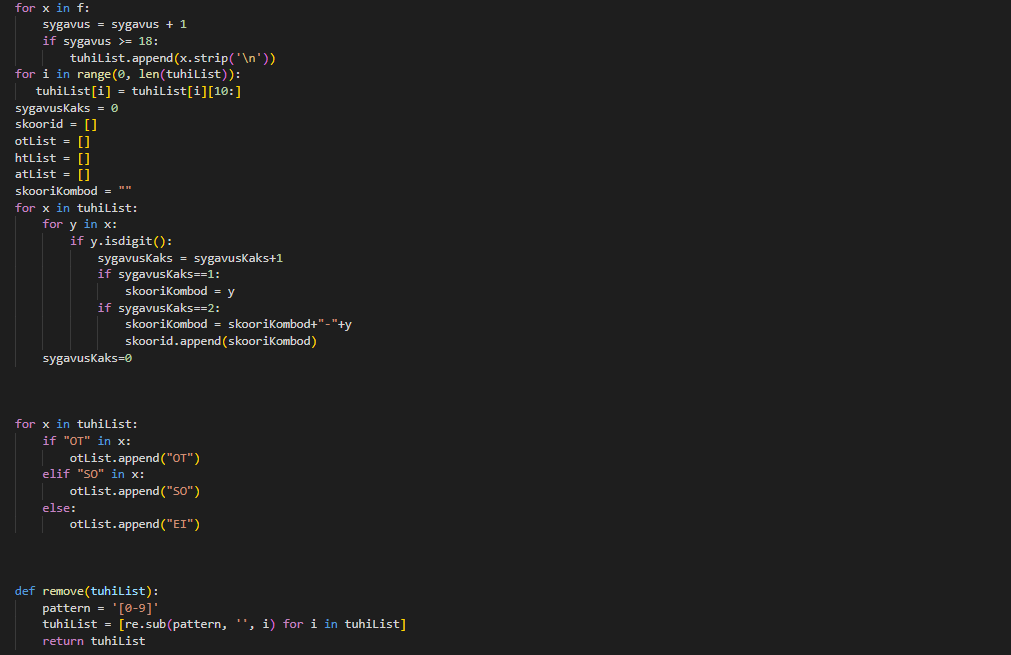 for x in f:
    sygavus = sygavus + 1
    if sygavus >= 18:
        tuhiList.append(x.strip('\n'))
for i in range(0, len(tuhiList)):
   tuhiList[i] = tuhiList[i][10:]
sygavusKaks = 0
skoorid = []
otList = []
htList = []
atList = []
skooriKombod = ""
for x in tuhiList:
    for y in x:
        if y.isdigit():
            sygavusKaks = sygavusKaks+1
            if sygavusKaks==1:
                skooriKombod = y
            if sygavusKaks==2:
                skooriKombod = skooriKombod+"-"+y
                skoorid.append(skooriKombod)
    sygavusKaks=0
for x in tuhiList:
    if "OT" in x:
        otList.append("OT")
    elif "SO" in x:
        otList.append("SO")
    else:
        otList.append("EI")
def remove(tuhiList):
    pattern = '[0-9]'
    tuhiList = [re.sub(pattern, '', i) for i in tuhiList]
    return tuhiList